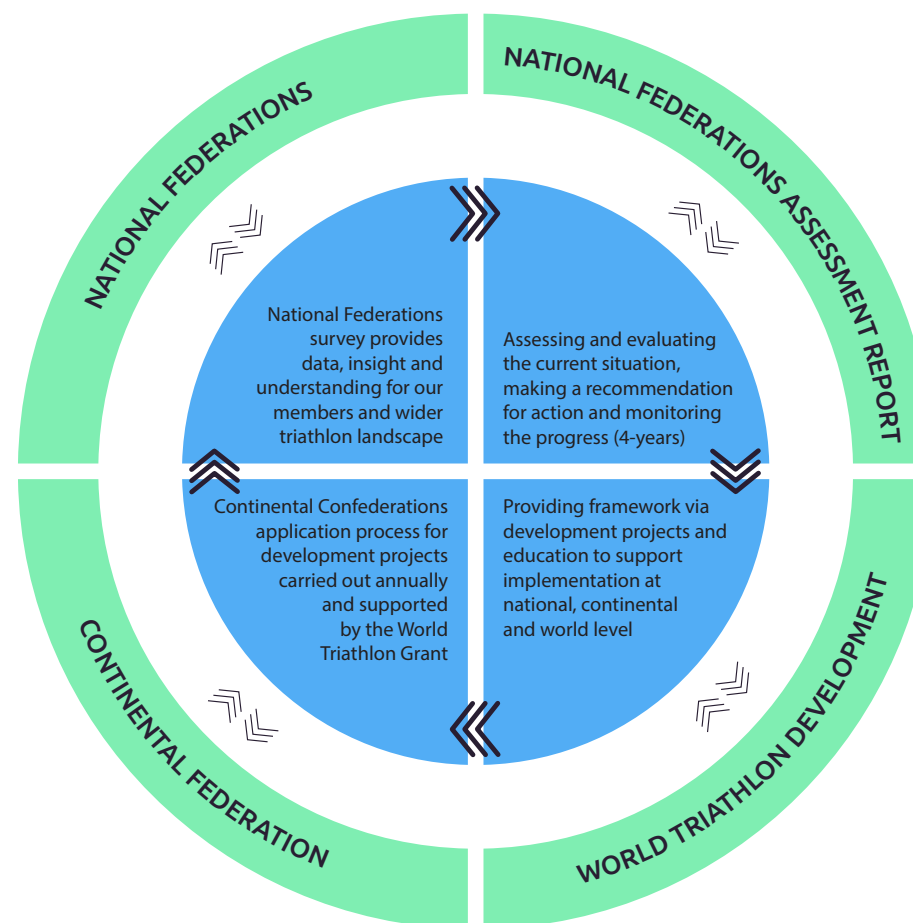 NATIONAL FEDERATIONS
NATIONAL FEDERATIONS ASSESSMENT REPORT
National Federations
survey provides
data, insight and
understanding for our
members and wider
triathlon landscape
Assessing and evaluating
the current situation,
making a recommendation
for action and monitoring
the progress (4-years)
Continental Confederations
application process for
development projects
carried out annually
and supported
by the World
Triathlon Grant
Providing framework via
development projects and
education to support
implementation at
national, continental
and world level
CONTINENTAL FEDERATION
WORLD TRIATHLON DEVELOPMENT